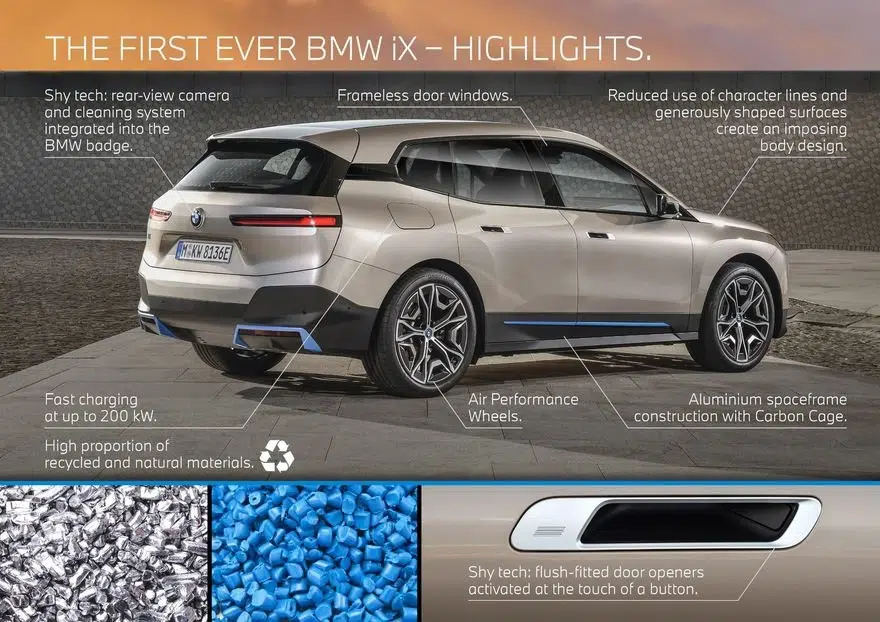 THE FIRST EVER BMW iX – HIGHLIGHTS.
Shy tech: rear-view camera
and cleaning system
integrated into the
BMW badge.
Frameless door windows.
Reduced use of character lines and
generously shaped surfaces
create an imposing
body design.
M KW 8136E
Fast charging
at up to 200 kW.
Air Performance
Wheels.
Aluminium spaceframe
construction with Carbon Cage.
High proportion of
recycled and natural materials.
Shy tech: flush-fitted door openers
activated at the touch of a button.